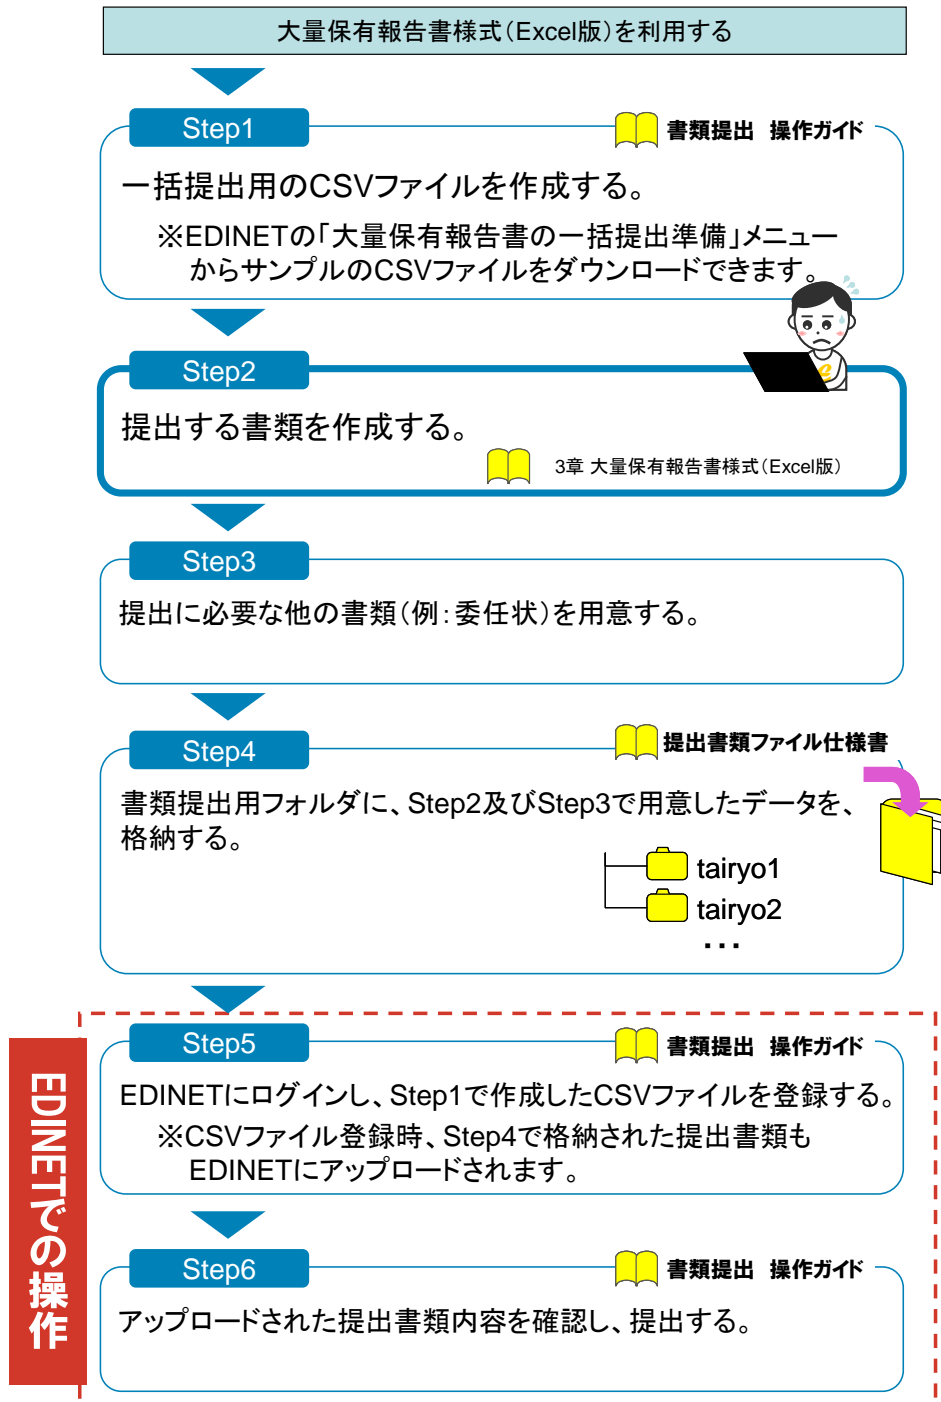 大量保有報告書様式(Excel版)を利用する
Step1
書類提出 操作ガイド
一括提出用のCSVファイルを作成する。
※EDINETの「大量保有報告書の一括提出準備」メニュー
からサンプルのCSVファイルをダウンロードできます。
Step2
提出する書類を作成する。
3章 大量保有報告書様式(Excel版)
Step3
提出に必要な他の書類(例:委任状)を用意する。
Step4
提出書類ファイル仕様書
書類提出用フォルダに、Step2及びStep3で用意したデータを、
格納する。
tairyo1
tairyo2
・・・
EDINETでの操作
Step5
書類提出 操作ガイド
EDINETにログインし、Step1で作成したCSVファイルを登録する。
※CSVファイル登録時、Step4で格納された提出書類も
EDINETにアップロードされます。
Step6
書類提出 操作ガイド
アップロードされた提出書類内容を確認し、提出する。